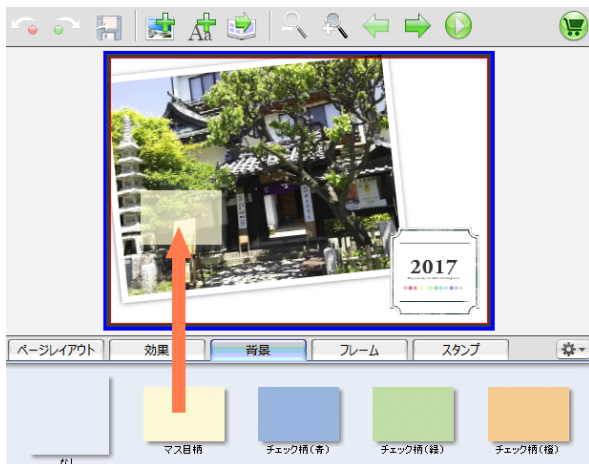 Aa
2017
ページレイアウト
効果
背景
フレーム
スタンプ
なし
マス目柄
チェック柄(青)
チェック柄(緑)
チェック柄(橙)